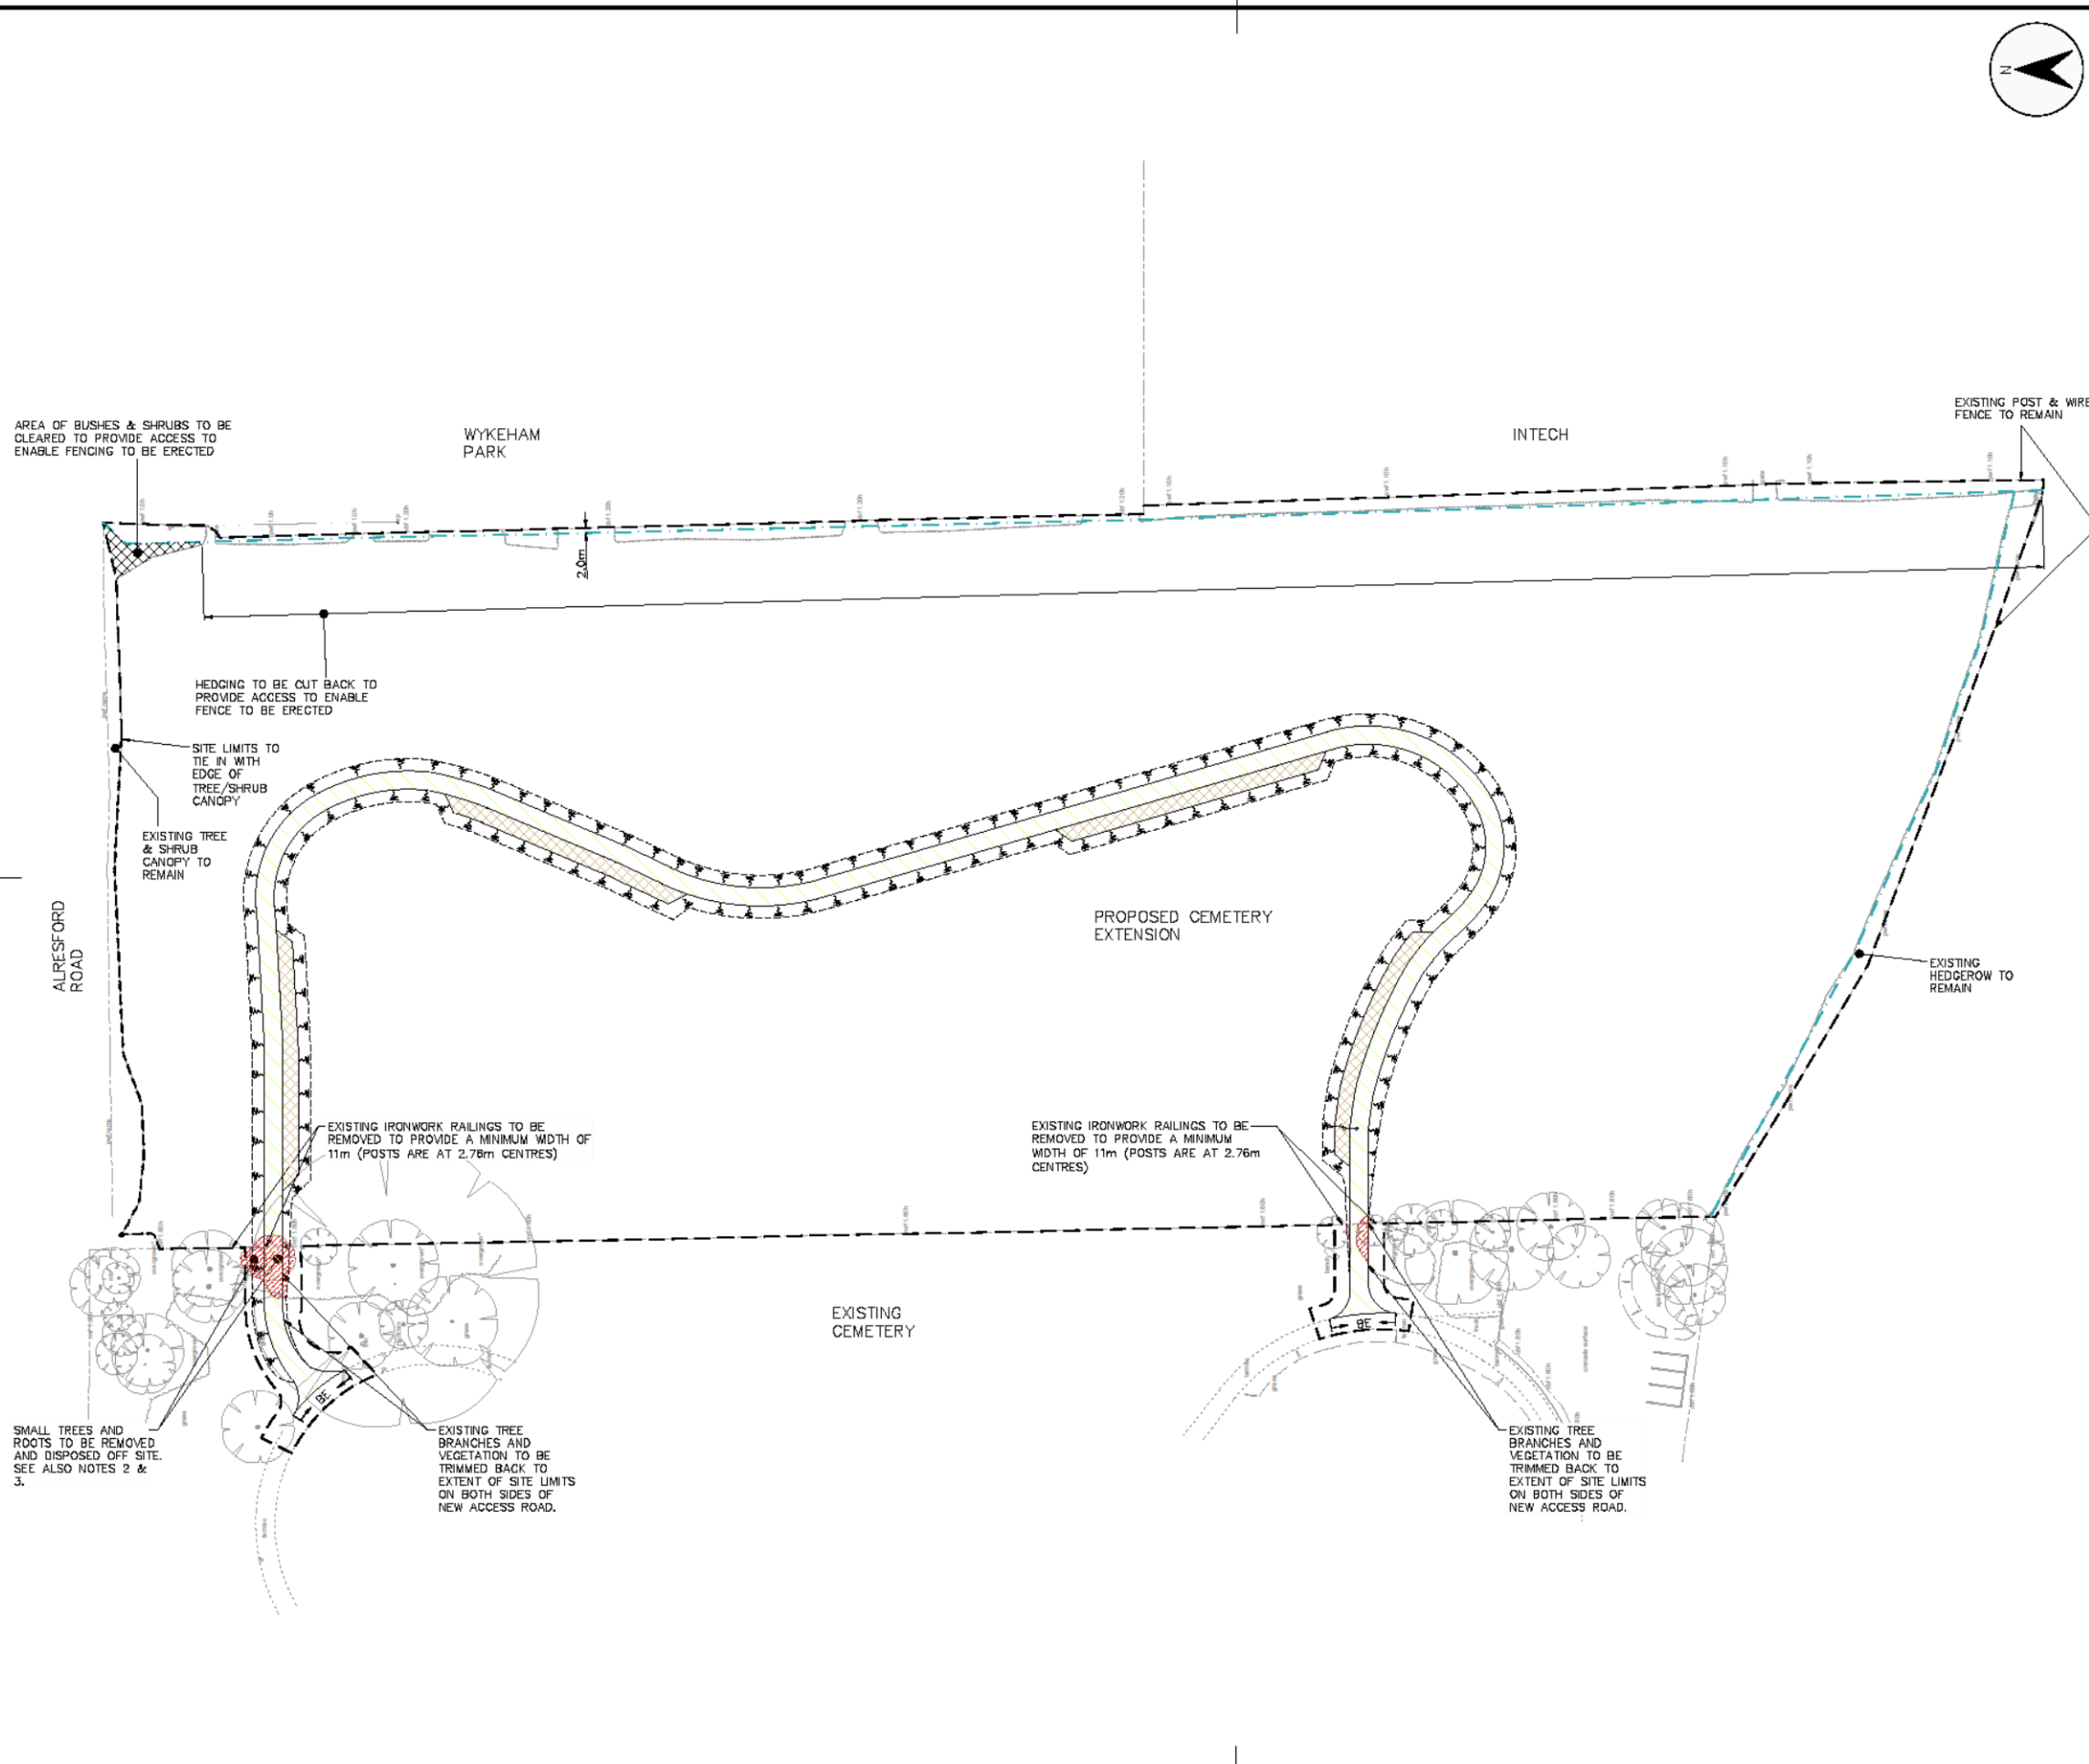 N
EXISTING POST & WIRE
FENCE TO REMAIN
AREA OF BUSHES & SHRUBS TO BE
CLEARED TO PROVIDE ACCESS TO
ENABLE FENCING TO BE ERECTED
WYKEHAM
PARK
INTECH
2.0m
HEDGING TO BE CUT BACK TO
PROVIDE ACCESS TO ENABLE
FENCE TO BE ERECTED
SITE LIMITS TO
TIE IN WITH
EDGE OF
TREE/SHRUB
CANOPY
EXISTING TREE
& SHRUB
CANOPY TO
REMAIN
ALRESFORD
ROAD
PROPOSED CEMETERY
EXTENSION
EXISTING
HEDGEROW TO
REMAIN
EXISTING IRONWORK RAILINGS TO BE
REMOVED TO PROVIDE A MINIMUM WIDTH OF
11m (POSTS ARE AT 2.76m CENTRES)
EXISTING IRONWORK RAILINGS TO BE
REMOVED TO PROVIDE A MINIMUM
WIDTH OF 11m (POSTS ARE AT 2.76m
CENTRES)
EXISTING
CEMETERY
BE
BE
SMALL TREES AND
ROOTS TO BE REMOVED
AND DISPOSED OFF SITE.
SEE ALSO NOTES 2 &
3.
EXISTING TREE
BRANCHES AND
VEGETATION TO BE
TRIMMED BACK TO
EXTENT OF SITE LIMITS
ON BOTH SIDES OF
NEW ACCESS ROAD.
EXISTING TREE
BRANCHES AND
VEGETATION TO BE
TRIMMED BACK TO
EXTENT OF SITE LIMITS
ON BOTH SIDES OF
NEW ACCESS ROAD.